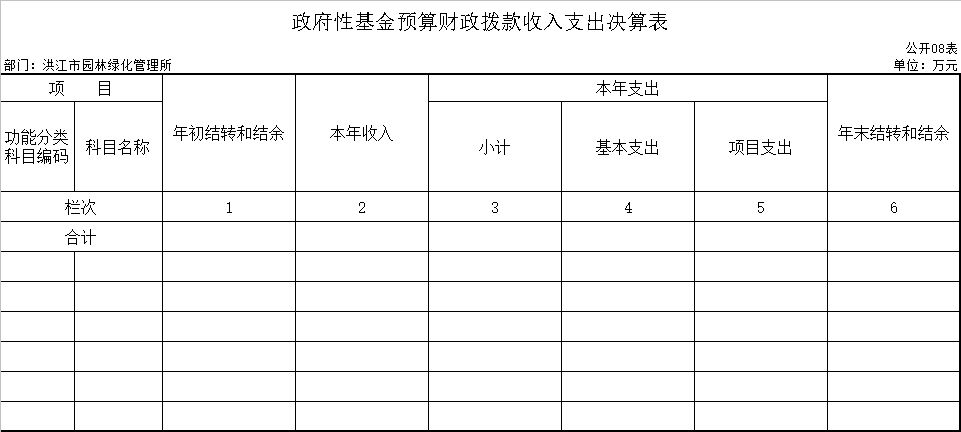 政府性基金预算财政拨款收入支出决算表
公开08表
部门：洪江市园林绿化管理所 单位：万元
项 目 年初结转和结余 本年收入 本年支出 年末结转和结余
功能分类
科目编码 科目名称 小计 基本支出 项目支出
栏次 1 2 3 4 5 6
合计